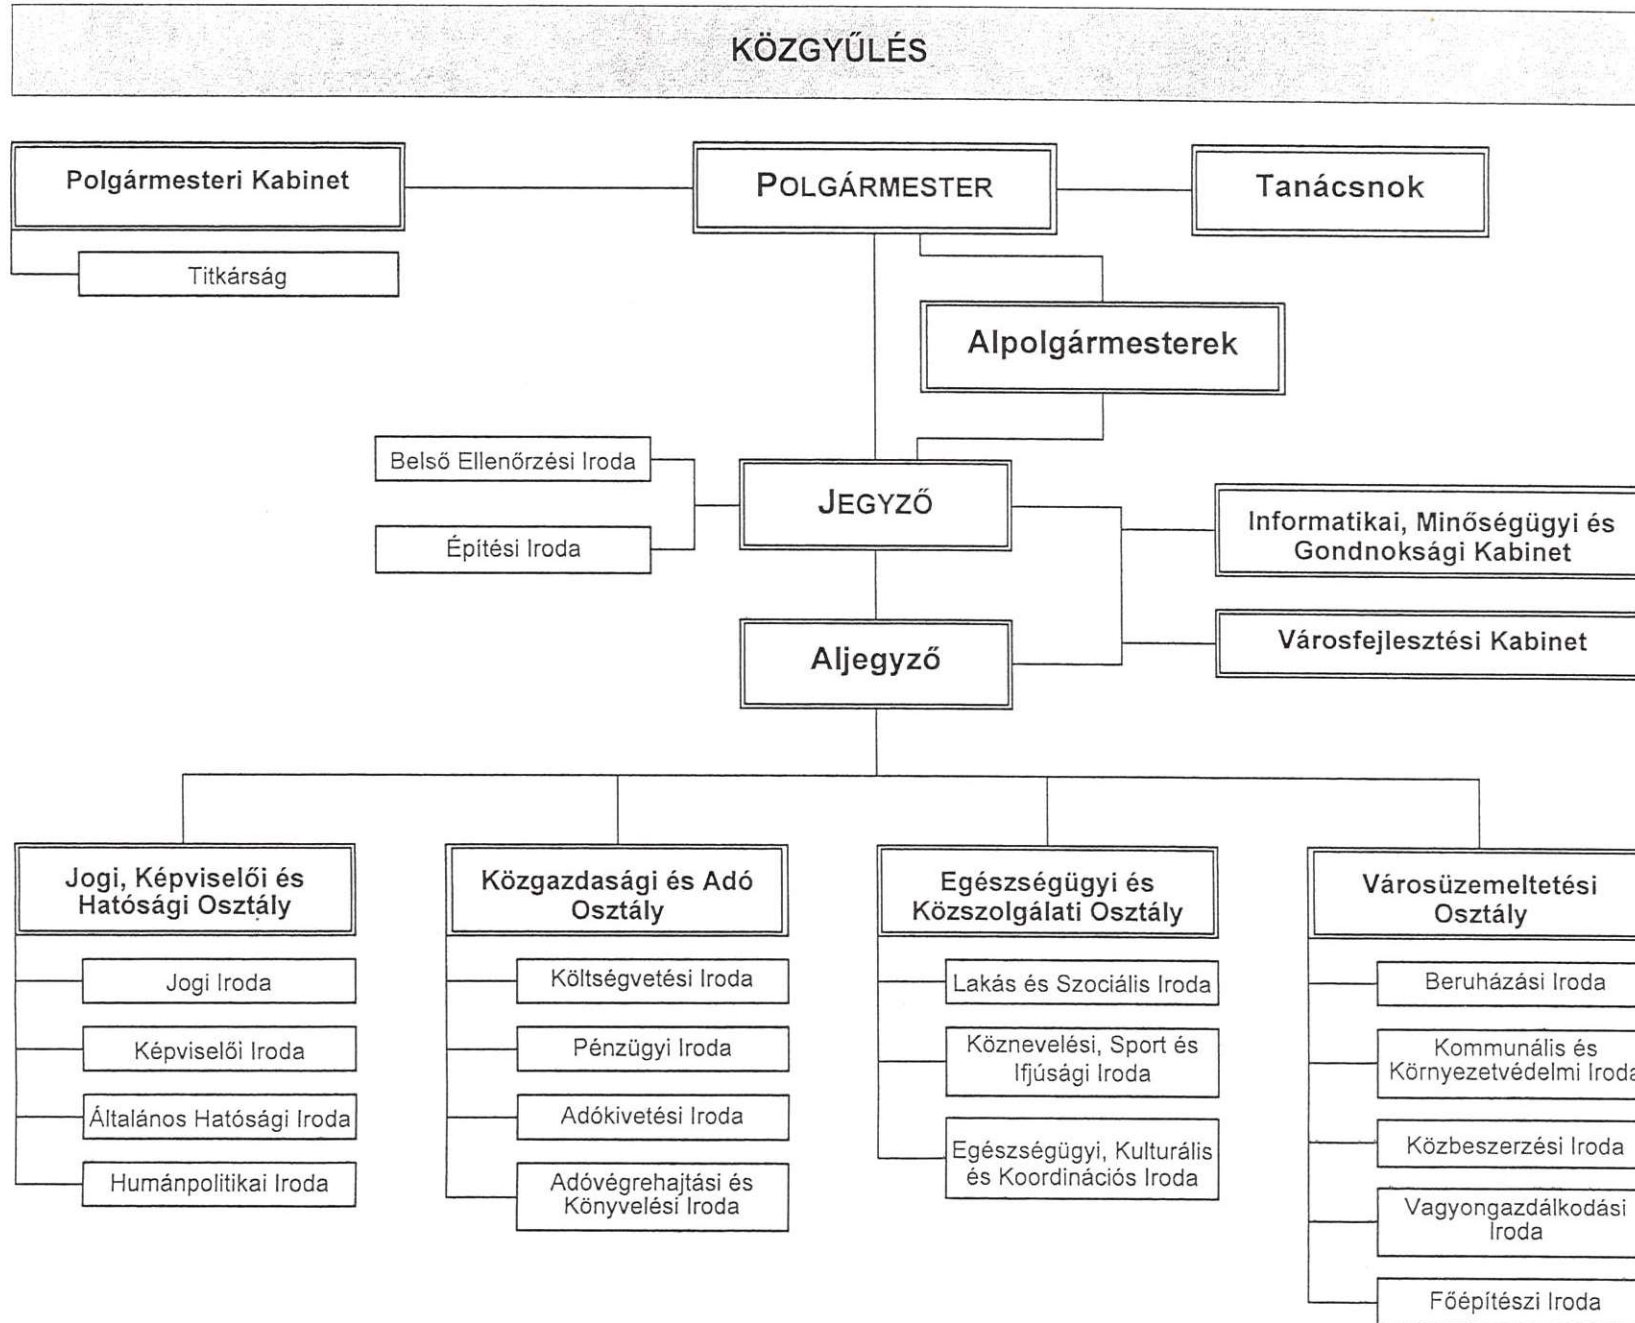 KÖZGYŰLÉS
Polgármesteri Kabinet
POLGÁRMESTER
Tanácsnok
Titkárság
Alpolgármesterek
Belső Ellenőrzési Iroda
JEGYZŐ
Építési Iroda
Informatikai, Minőségügyi és
Gondnoksági Kabinet
Aljegyző
Városfejlesztési Kabinet
Jogi, Képviselői és
Hatósági Osztály
Jogi Iroda
Képviselői Iroda
Általános Hatósági Iroda
Humánpolitikai Iroda
Közgazdasági és Adó
Osztály
Költségvetési Iroda
Pénzügyi Iroda
Adókivetési Iroda
Adóvégrehajtási és
Könyvelési Iroda
Egészségügyi és
Közszolgálati Osztály
Lakás és Szociális Iroda
Köznevelési, Sport és
Ifjúsági Iroda
Egészségügyi, Kulturális
és Koordinációs Iroda
Városüzemeltetési
Osztály
Beruházási Iroda
Kommunális és
Környezetvédelmi Iroda
Közbeszerzési Iroda
Vagyongazdálkodási
Iroda
Főépítészi Iroda